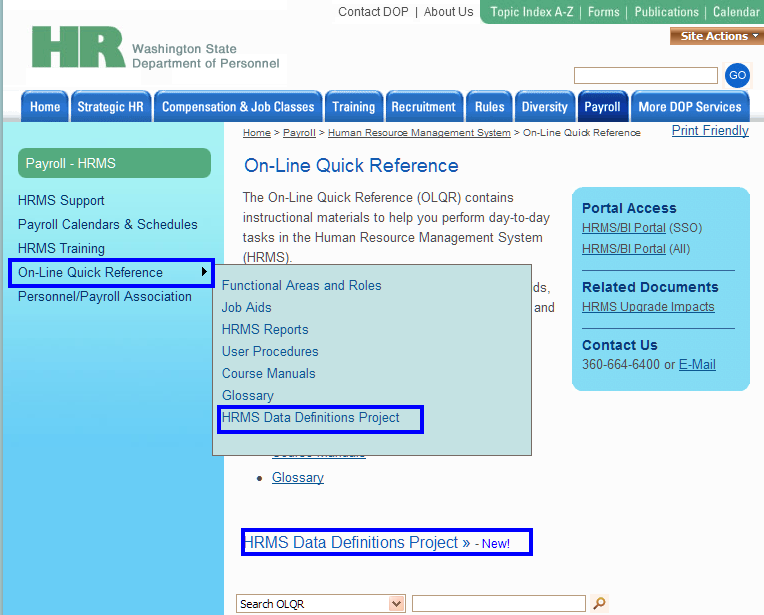 Contact DOP | About Us
Topic Index A-Z | Forms | Publications | Calendar
Site Actions
HR Washington State
Department of Personnel
GO
Home
Strategic HR
Compensation & Job Classes
Training
Recruitment
Rules
Diversity
Payroll
More DOP Services
Home > Payroll > Human Resource Management System > On-Line Quick Reference
Print Friendly
Payroll - HRMS
HRMS Support
Payroll Calendars & Schedules
HRMS Training
On-Line Quick Reference
Personnel/Payroll Association
On-Line Quick Reference
The On-Line Quick Reference (OLQR) contains
instructional materials to help you perform day-to-day
tasks in the Human Resource Management System
(HRMS).
ds,
and
Functional Areas and Roles
Job Aids
HRMS Reports
User Procedures
Course Manuals
Glossary
HRMS Data Definitions Project
Course Manuals
• Glossary
HRMS Data Definitions Project » - New!
Search OLQR
Portal Access
HRMS/BI Portal (SSO)
HRMS/BI Portal (All)
Related Documents
HRMS Upgrade Impacts
Contact Us
360-664-6400 or E-Mail